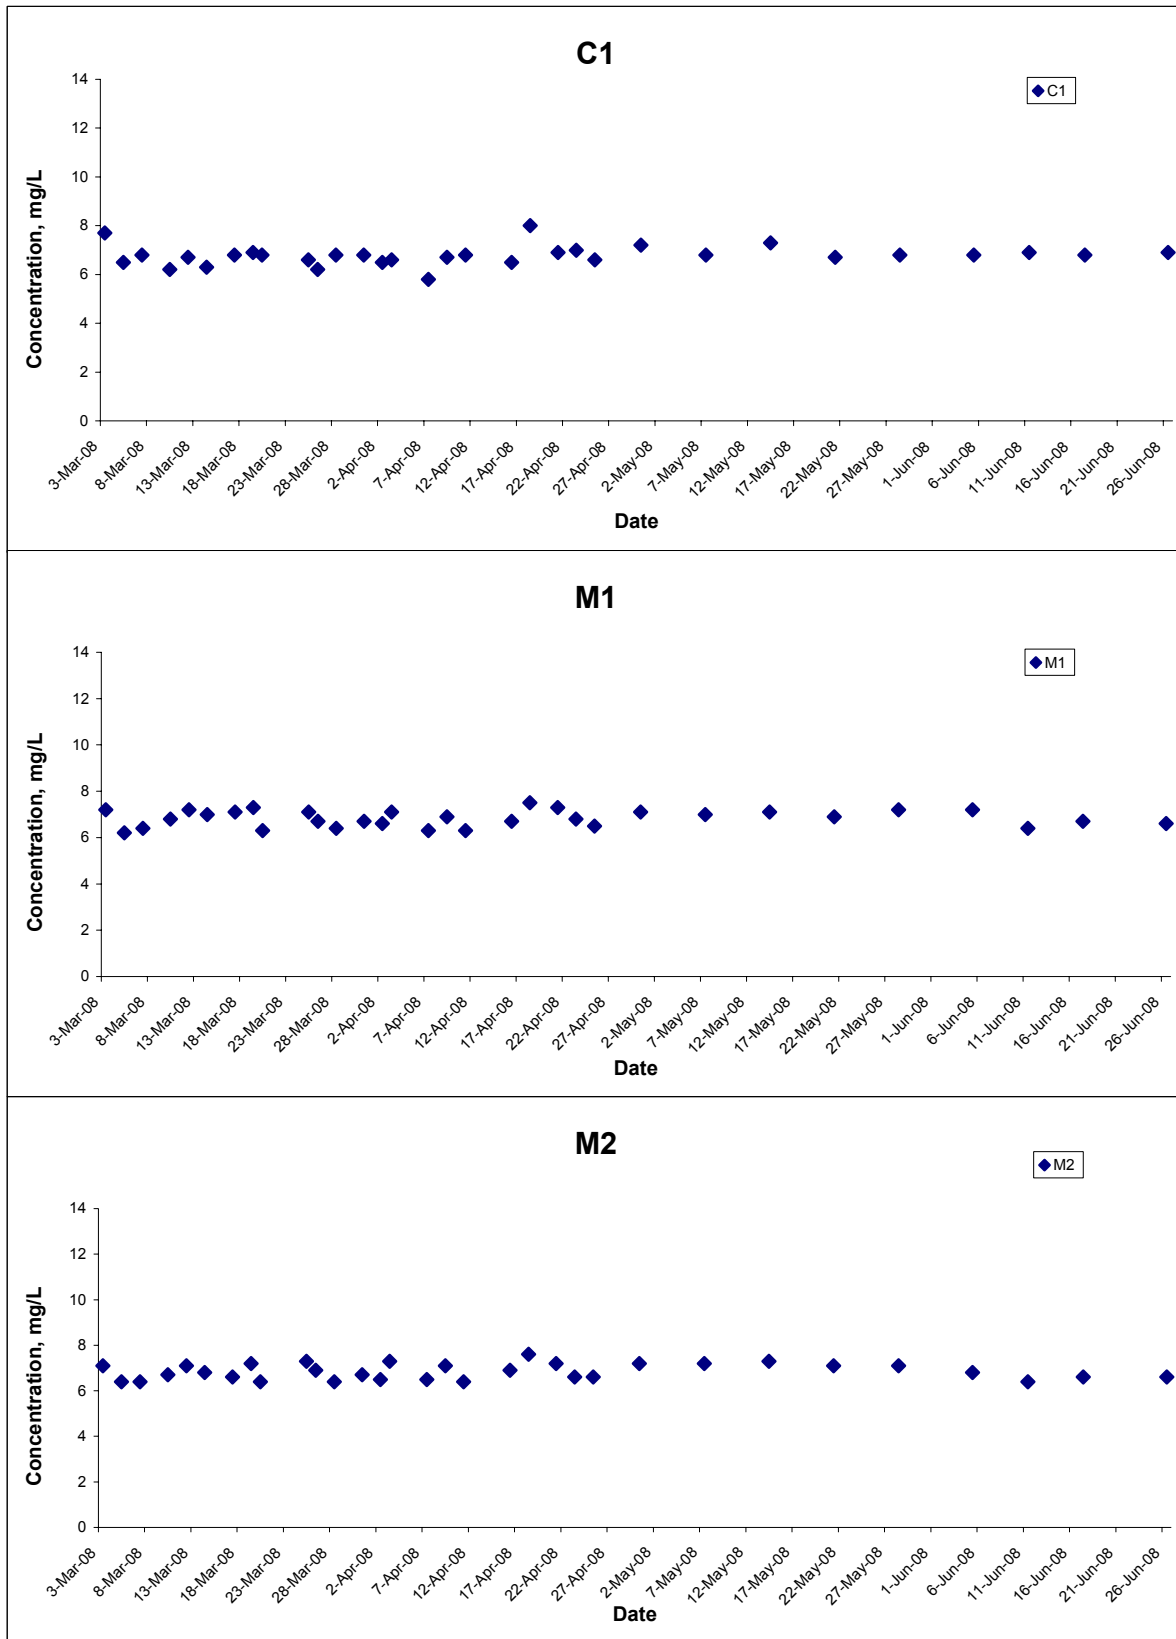 C1
C1
14
12
10
8
6
4
2
0
Concentration, mg/L
3-Mar-08 8-Mar-08 13-Mar-08 18-Mar-08 23-Mar-08 28-Mar-08 2-Apr-08 7-Apr-08 12-Apr-08 17-Apr-08 22-Apr-08 27-Apr-08 2-May-08 7-May-08 12-May-08 17-May-08 22-May-08 27-May-08 1-Jun-08 6-Jun-08 11-Jun-08 16-Jun-08 21-Jun-08 26-Jun-08
Date
M1
M1
14
12
10
8
6
4
2
0
Concentration, mg/L
3-Mar-08 8-Mar-08 13-Mar-08 18-Mar-08 23-Mar-08 28-Mar-08 2-Apr-08 7-Apr-08 12-Apr-08 17-Apr-08 22-Apr-08 27-Apr-08 2-May-08 7-May-08 12-May-08 17-May-08 22-May-08 27-May-08 1-Jun-08 6-Jun-08 11-Jun-08 16-Jun-08 21-Jun-08 26-Jun-08
Date
M2
M2
14
12
10
8
6
4
2
0
Concentration, mg/L
3-Mar-08 8-Mar-08 13-Mar-08 18-Mar-08 23-Mar-08 28-Mar-08 2-Apr-08 7-Apr-08 12-Apr-08 17-Apr-08 22-Apr-08 27-Apr-08 2-May-08 7-May-08 12-May-08 17-May-08 22-May-08 27-May-08 1-Jun-08 6-Jun-08 11-Jun-08 16-Jun-08 21-Jun-08 26-Jun-08
Date